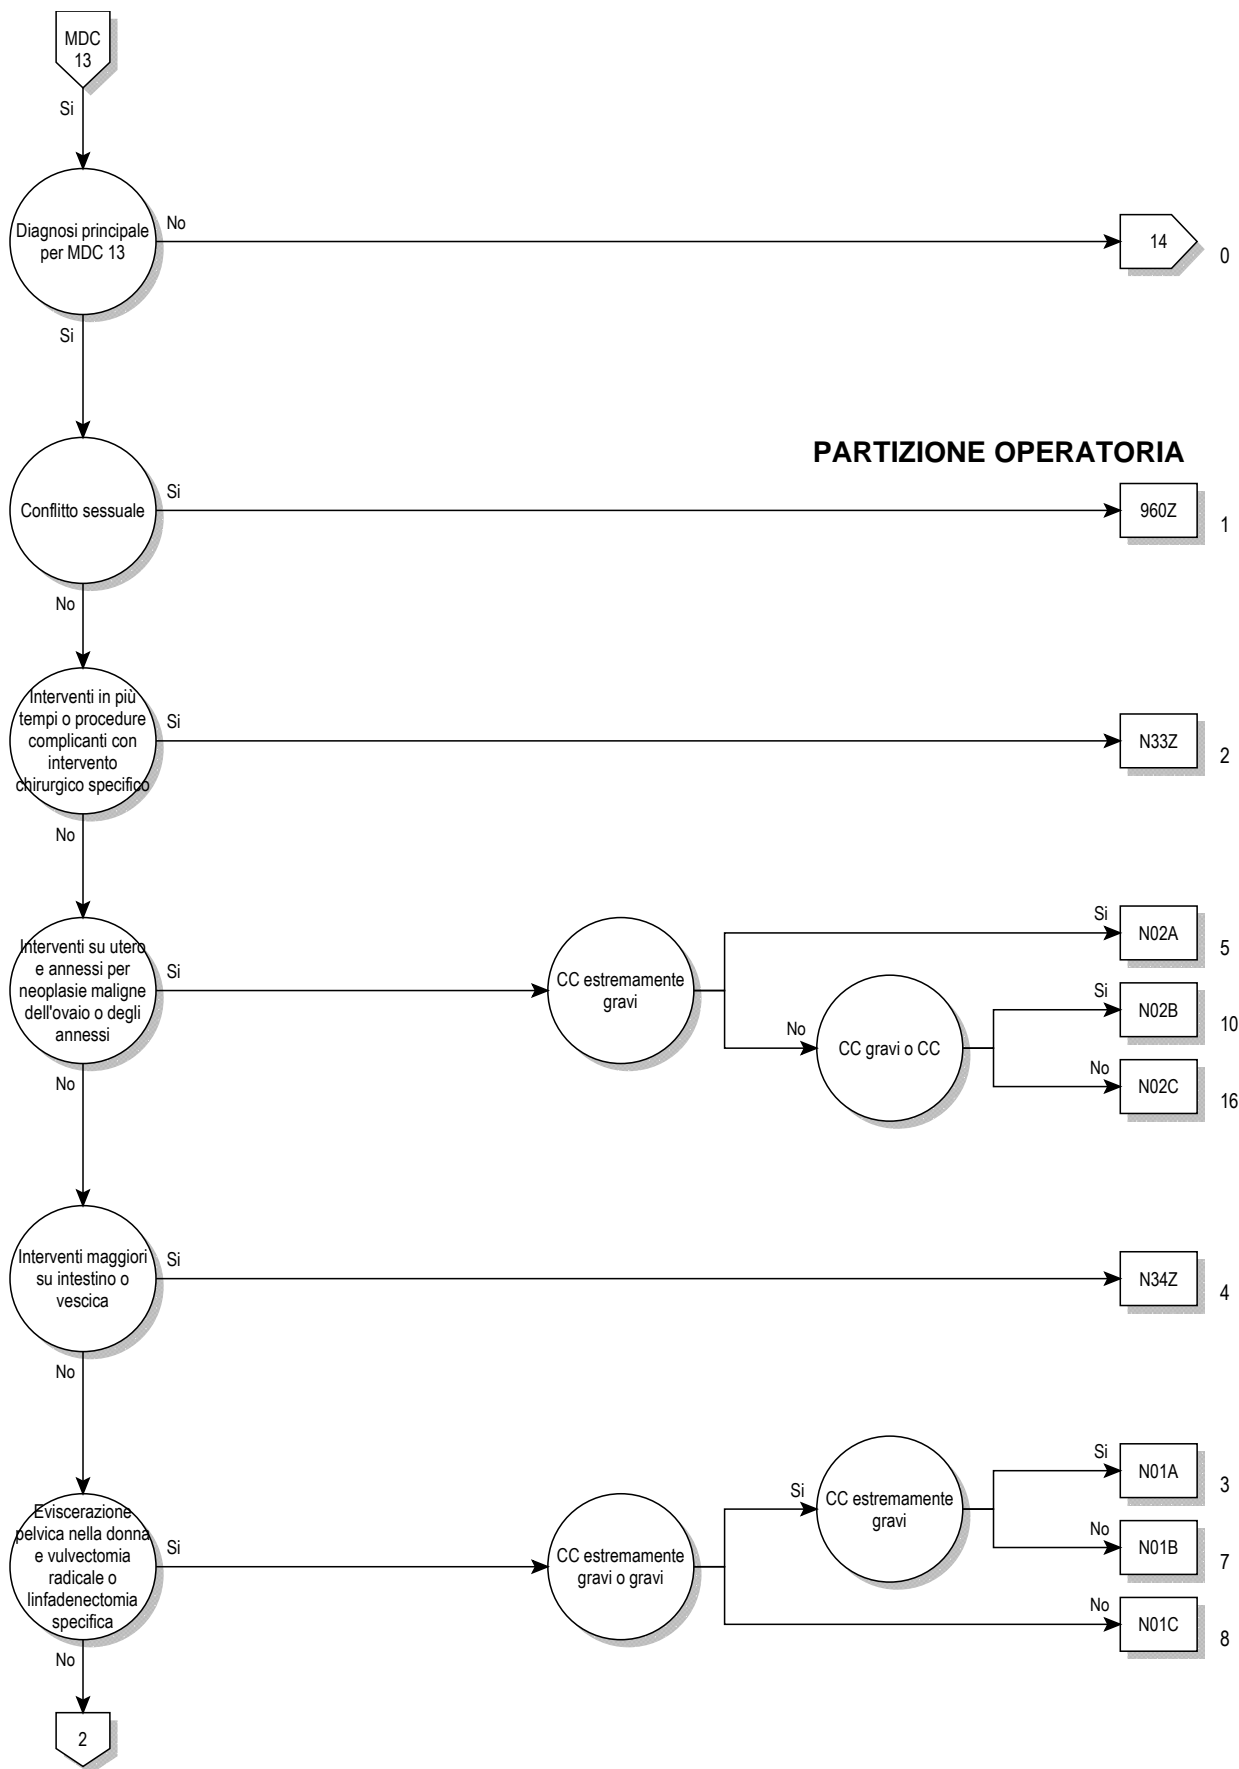 MDC
13
Si
Diagnosi principale
per MDC 13
No
14
0
Si
PARTIZIONE OPERATORIA
Conflitto sessuale
Si
960Z
1
No
Interventi in più
tempi o procedure
complicanti con
intervento
chirurgico specifico
Si
N33Z
2
No
Interventi su utero
e annessi per
neoplasie maligne
dell'ovaio o degli
annessi
Si
CC estremamente
gravi
Si
N02A
5
No
CC gravi o CC
Si
N02B
10
No
N02C
16
No
Interventi maggiori
su intestino o
vescica
Si
N34Z
4
No
Eviscerazione
pelvica nella donna
e vulvectomia
radicale o
linfadenectomia
specifica
Si
CC estremamente
gravi o gravi
Si
CC estremamente
gravi
Si
N01A
3
No
N01B
7
No
N01C
8
No
2